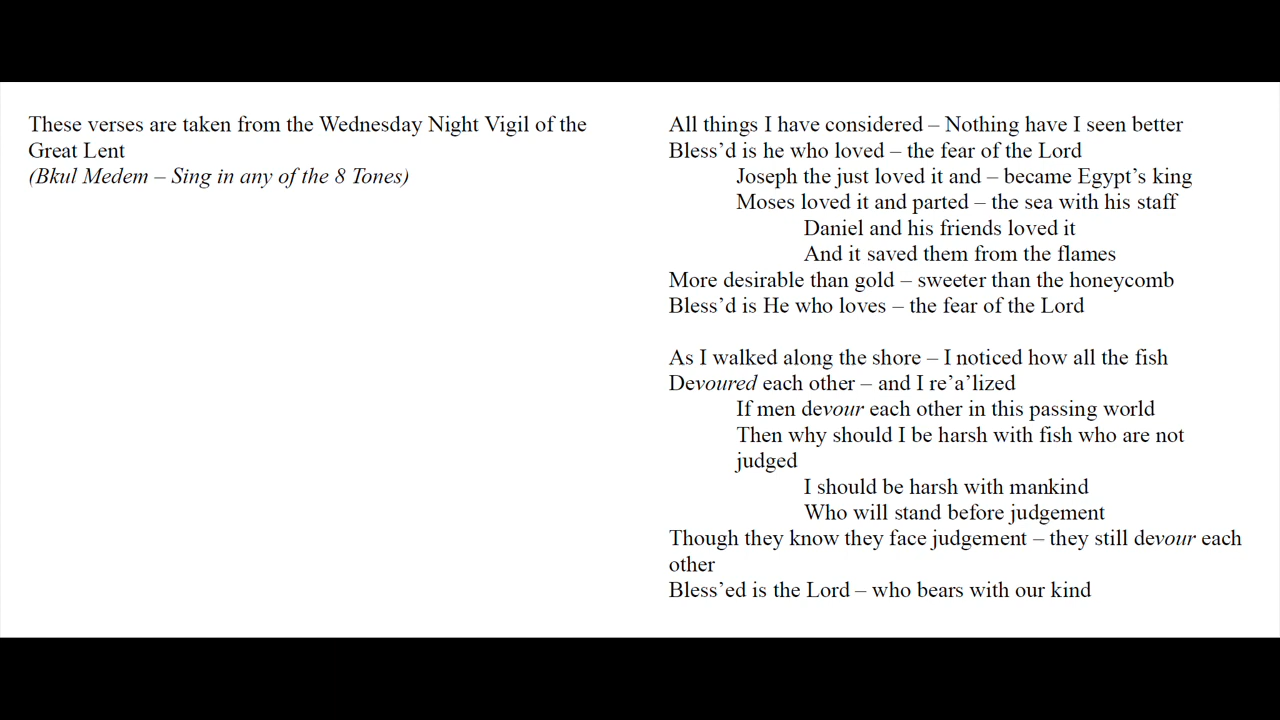 These verses are taken from the Wednesday Night Vigil of the
Great Lent
(Bkul Medem – Sing in any of the 8 Tones)
All things I have considered – Nothing have I seen better
Bless’d is he who loved – the fear of the Lord
Joseph the just loved it and – became Egypt’s king
Moses loved it and parted – the sea with his staff
Daniel and his friends loved it
And it saved them from the flames
More desirable than gold – sweeter than the honeycomb
Bless’d is He who loves – the fear of the Lord
As I walked along the shore – I noticed how all the fish
Devoured each other – and I re’a’lized
If men devour each other in this passing world
Then why should I be harsh with fish who are not
judged
I should be harsh with mankind
Who will stand before judgement
Though they know they face judgement – they still devour each
other
Bless’ed is the Lord – who bears with our kind